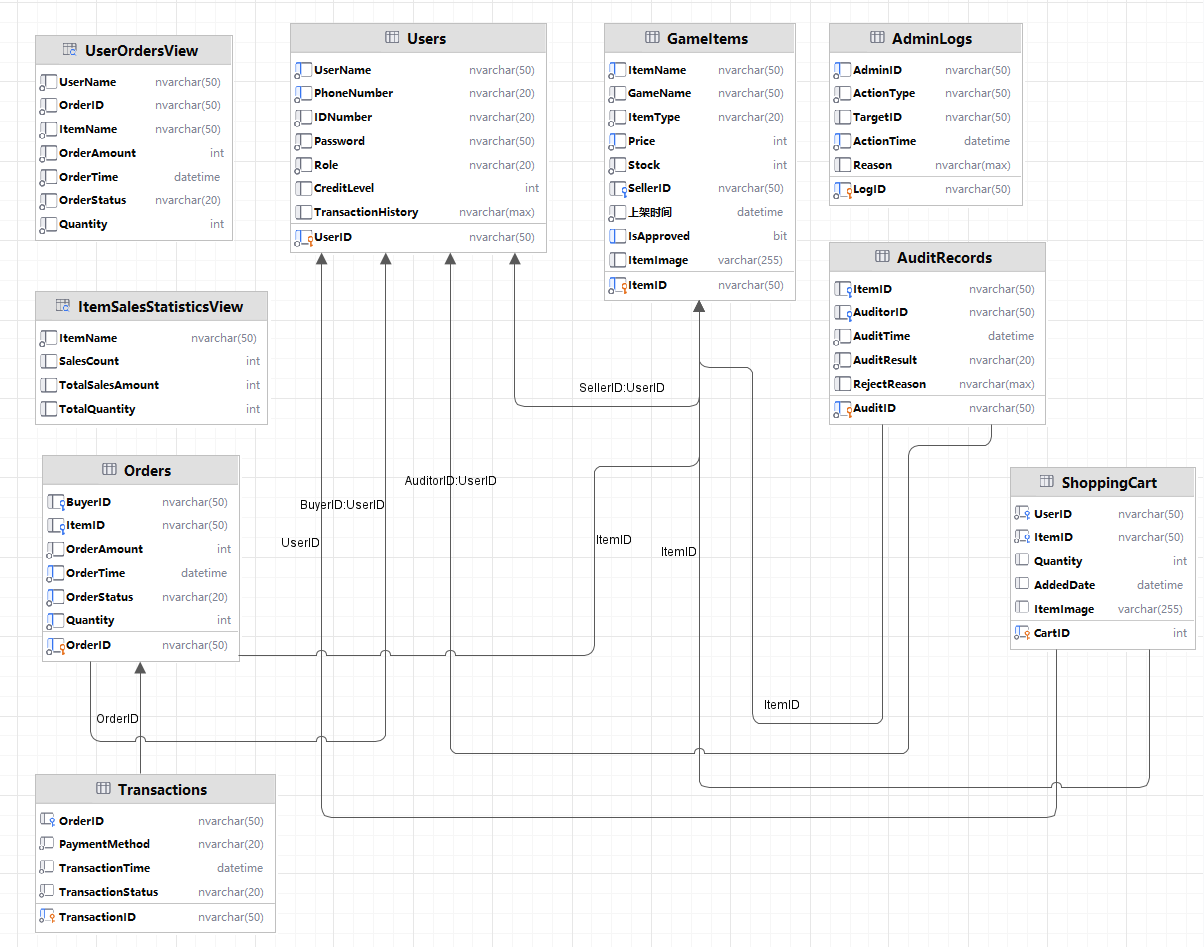 UserOrdersView
UserName nvarchar(50)
OrderID nvarchar(50)
ItemName nvarchar(50)
OrderAmount int
OrderTime datetime
OrderStatus nvarchar(20)
Quantity int
Users
UserName nvarchar(50)
PhoneNumber nvarchar(20)
IDNumber nvarchar(20)
Password nvarchar(50)
Role nvarchar(20)
CreditLevel int
TransactionHistory nvarchar(max)
UserID nvarchar(50)
GameItems
ItemName nvarchar(50)
GameName nvarchar(50)
ItemType nvarchar(20)
Price int
Stock int
SellerID nvarchar(50)
上架时间 datetime
IsApproved bit
ItemImage varchar(255)
ItemID nvarchar(50)
AdminLogs
AdminID nvarchar(50)
ActionType nvarchar(50)
TargetID nvarchar(50)
ActionTime datetime
Reason nvarchar(max)
LogID nvarchar(50)
AuditRecords
ItemID nvarchar(50)
AuditorID nvarchar(50)
AuditTime datetime
AuditResult nvarchar(20)
RejectReason nvarchar(max)
AuditID nvarchar(50)
ItemSalesStatisticsView
ItemName nvarchar(50)
SalesCount int
TotalSalesAmount int
TotalQuantity int
SellerID:UserID
AuditorID:UserID
BuyerID:UserID
UserID
ItemID
ItemID
ItemID
OrderID
Orders
BuyerID nvarchar(50)
ItemID nvarchar(50)
OrderAmount int
OrderTime datetime
OrderStatus nvarchar(20)
Quantity int
OrderID nvarchar(50)
ShoppingCart
UserID nvarchar(50)
ItemID nvarchar(50)
Quantity int
AddedDate datetime
ItemImage varchar(255)
CartID int
Transactions
OrderID nvarchar(50)
PaymentMethod nvarchar(20)
TransactionTime datetime
TransactionStatus nvarchar(20)
TransactionID nvarchar(50)